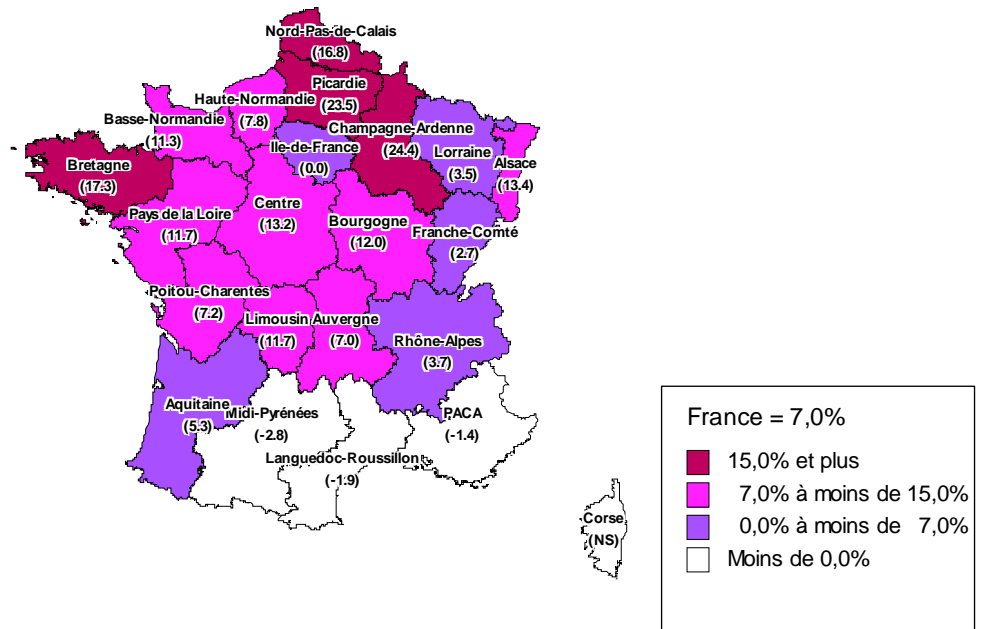 Nord-Pas-de-Calais
(16.8)
Picardie
(23.5)
Haute-Normandie
(7.8)
Basse-Normandie
(11.3)
Champagne-Ardenne
(24.4)
Ile-de-France
(0.0)
Lorraine
(3.5)
Alsace
(13.4)
Bretagne
(17.3)
Pays de la Loire
(11.7)
Centre
(13.2)
Bourgogne
(12.0)
Franche-Comté
(2.7)
Poitou-Charentes
(7.2)
Limousin
(11.7)
Auvergne
(7.0)
Rhône-Alpes
(3.7)
Aquitaine
(5.3)
Midi-Pyrénées
(-2.8)
Languedoc-Roussillon
(-1.9)
PACA
(-1.4)
Corse
(NS)
France = 7,0%
15,0% et plus
7,0% à moins de 15,0%
0,0% à moins de 7,0%
Moins de 0,0%